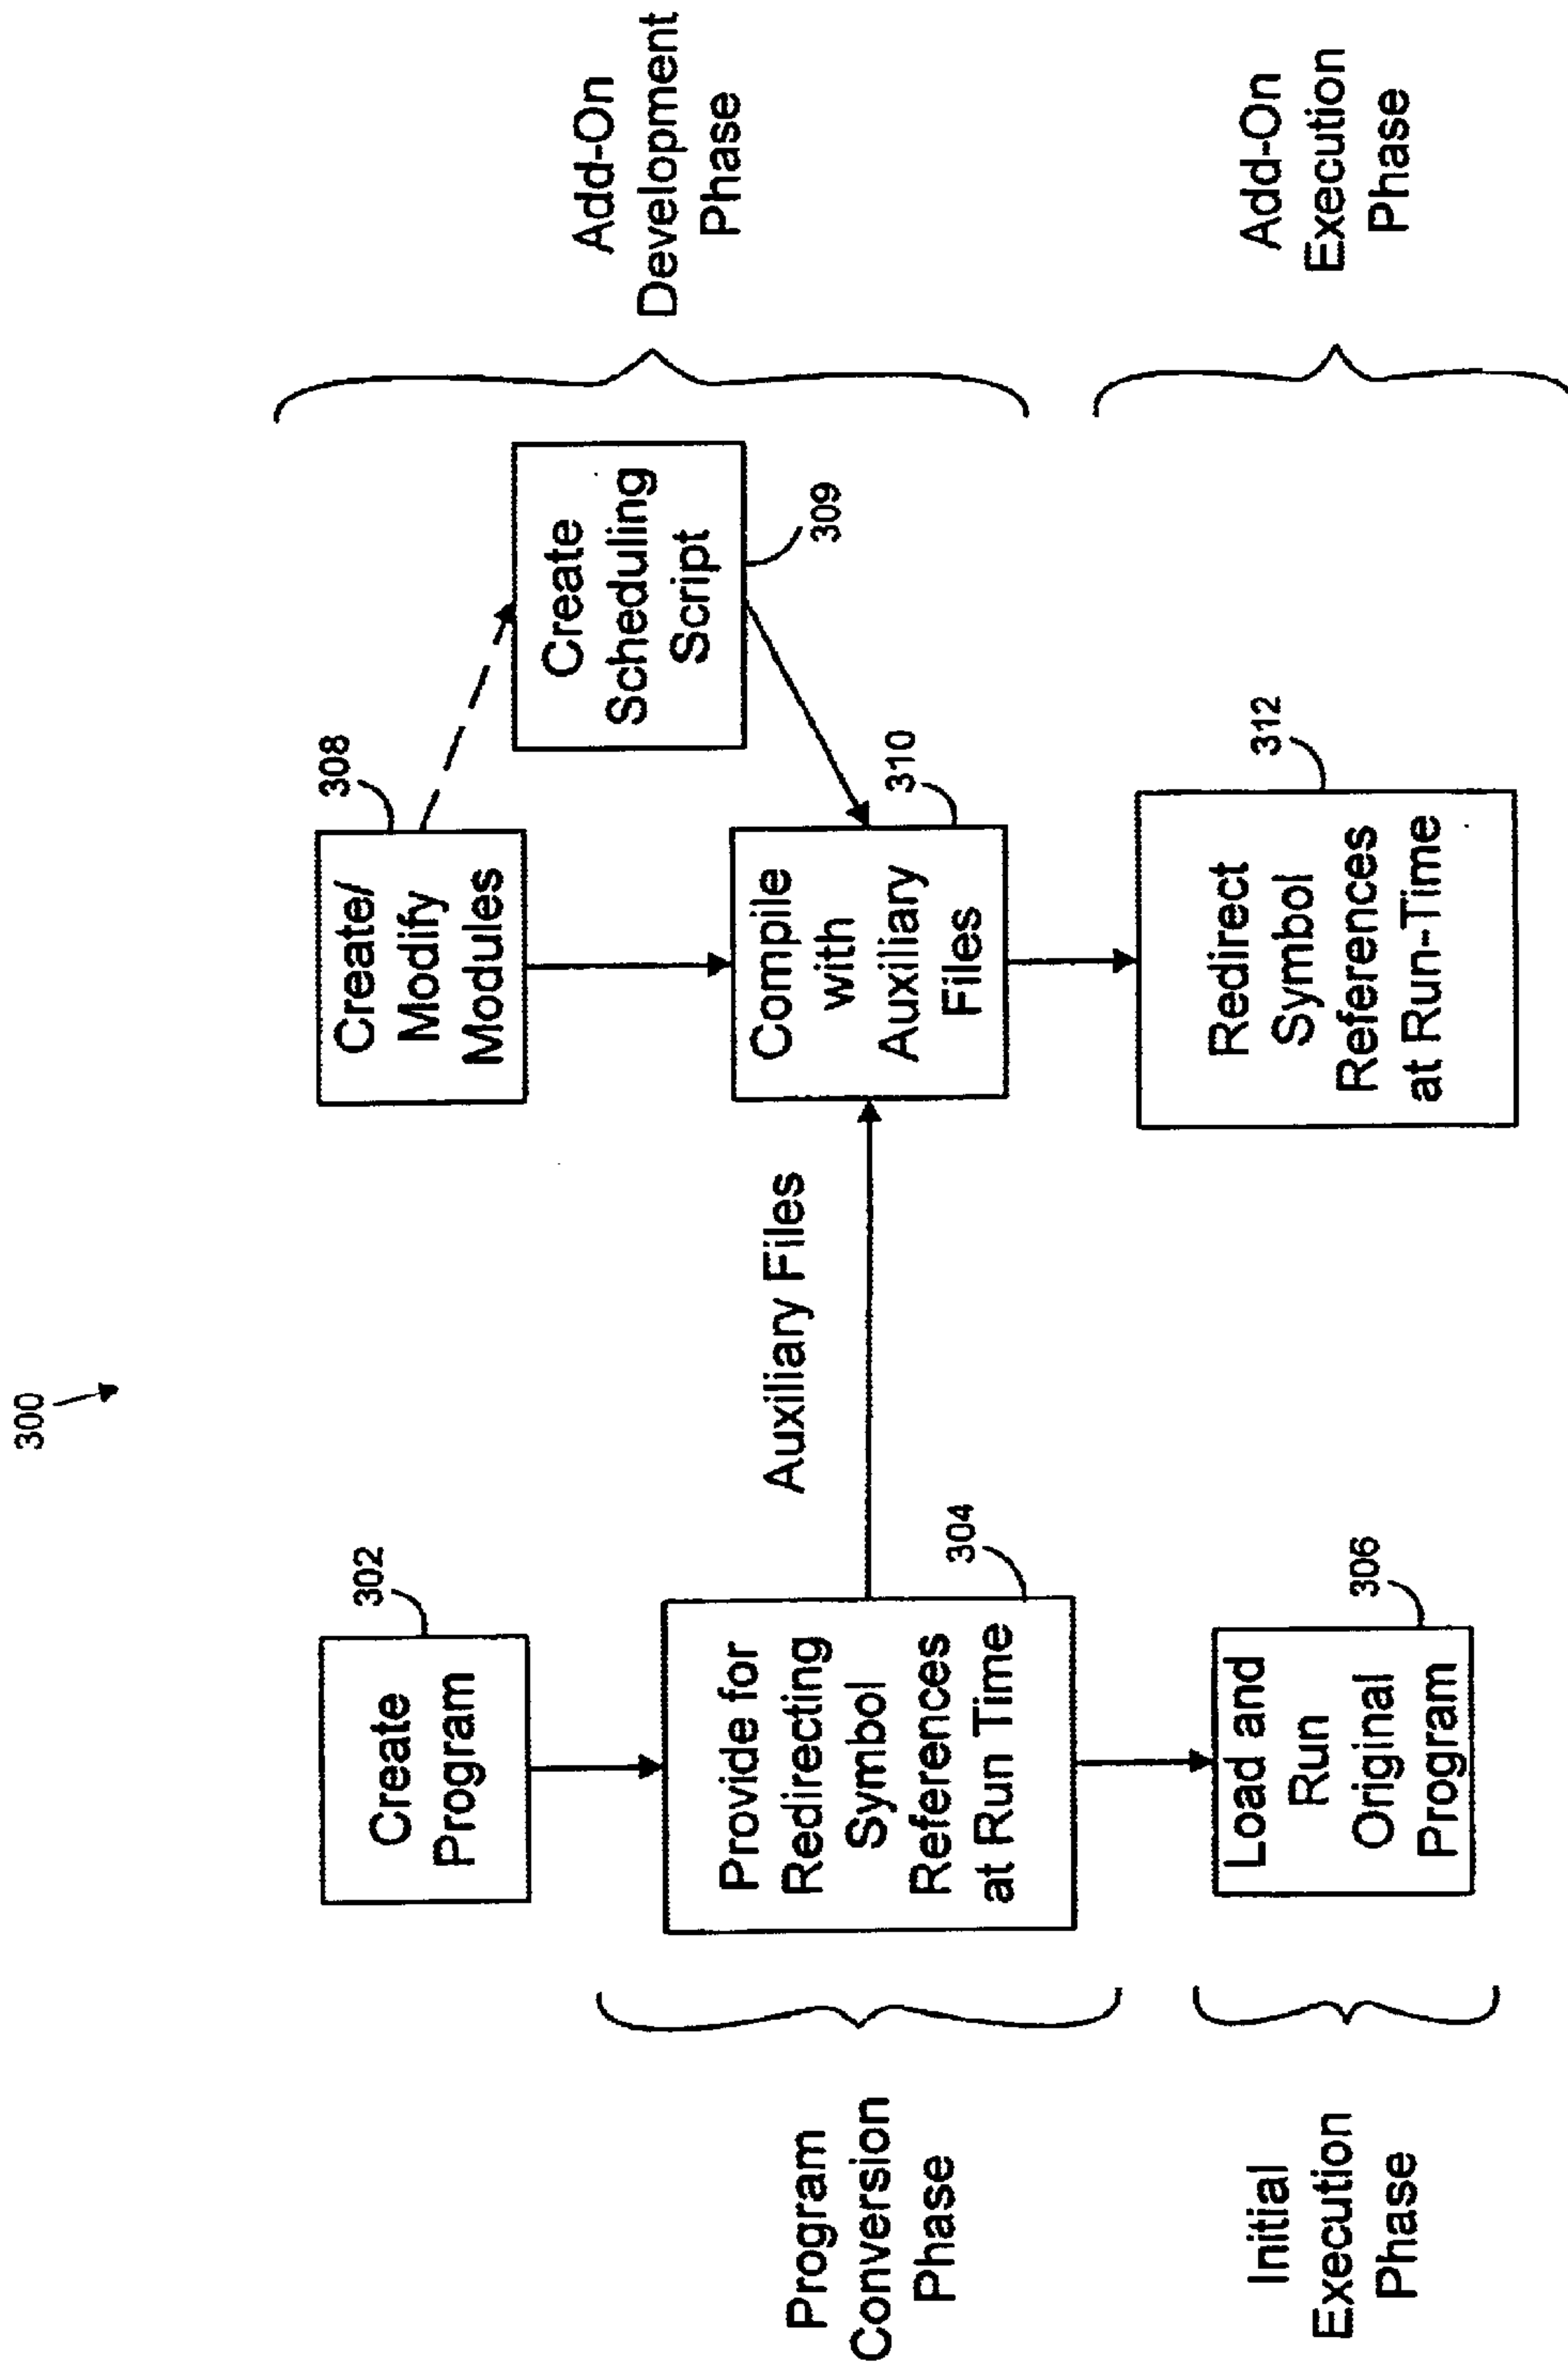 300
302
Create
Program
Program
Conversion
Phase
Provide for
Redirecting
Symbol
References
at Run Time
304
Auxiliary Files
Initial
Execution
Phase
Load and
Run
Original
Program
306
308
Create/
Modify
Modules
Create
Scheduling
Script
309
310
Compile
with
Auxiliary
Files
Add-On
Development
Phase
312
Redirect
Symbol
References
at Run-Time
Add-On
Execution
Phase